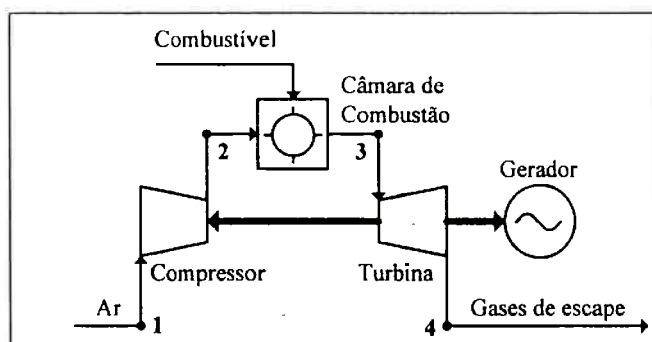 Combustível
Câmara de
Combustão
2
3
Gerador
Compressor
Turbina
Ar
1
4
Gases de escape